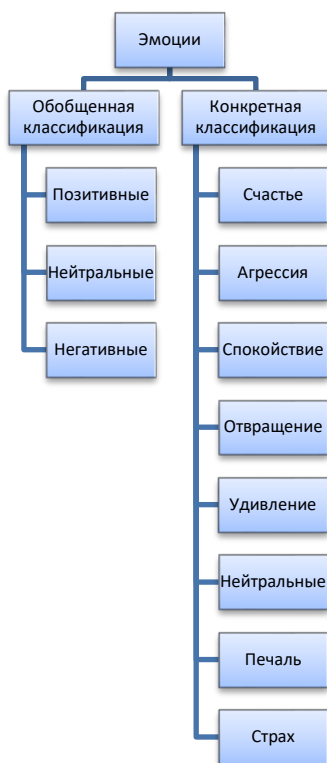 Эмоции
Обобщенная
классификация
Позитивные
Нейтральные
Негативные
Конкретная
классификация
Счастье
Агрессия
Спокойствие
Отвращение
Удивление
Нейтральные
Печаль
Страх